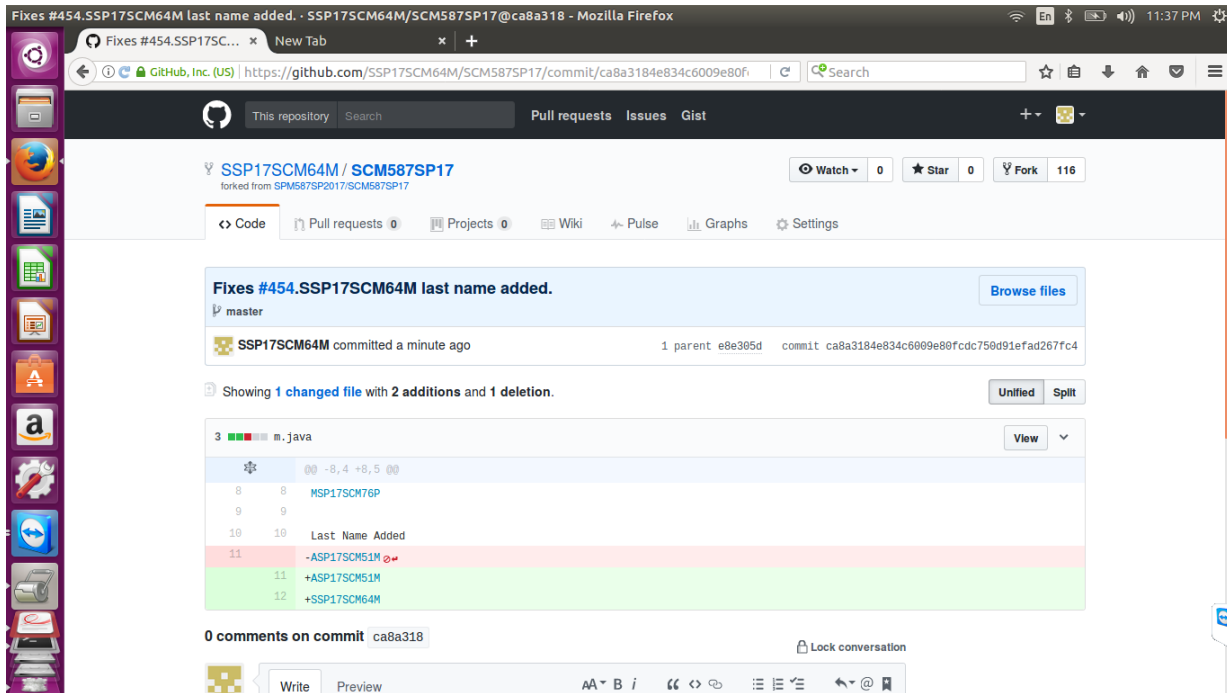 Fixes #454.SSP17SCM64M last name added. · SSP17SCM64M/SCM587SP17@ca8a318 - Mozilla Firefox
En
11:37 PM
Fixes #454.SSP17SC... ×
New Tab ×
GitHub, Inc. (US) https://github.com/SSP17SCM64M/SCM587SP17/commit/ca8a3184e834c6009e80f
Search
This repository Search Pull requests Issues Gist
SSP17SCM64M / SCM587SP17
Watch 0 Star 0 Fork 116
forked from SPM587SP2017/SCM587SP17
Code Pull requests 0 Projects 0 Wiki Pulse Graphs Settings
Fixes #454.SSP17SCM64M last name added.
Browse files
master
SSP17SCM64M committed a minute ago 1 parent e8e305d commit ca8a3184e834c6009e80fcdc750d91efad267fc4
Showing 1 changed file with 2 additions and 1 deletion. Unified Split
3 m.java View
@@ -8,4 +8,5 @@
8 8 MSP17SCM76P
9 9
10 10 Last Name Added
11 -ASP17SCM51M
11 +ASP17SCM51M
12 +SSP17SCM64M
0 comments on commit ca8a318
Lock conversation
Write Preview AA B i “ <> @